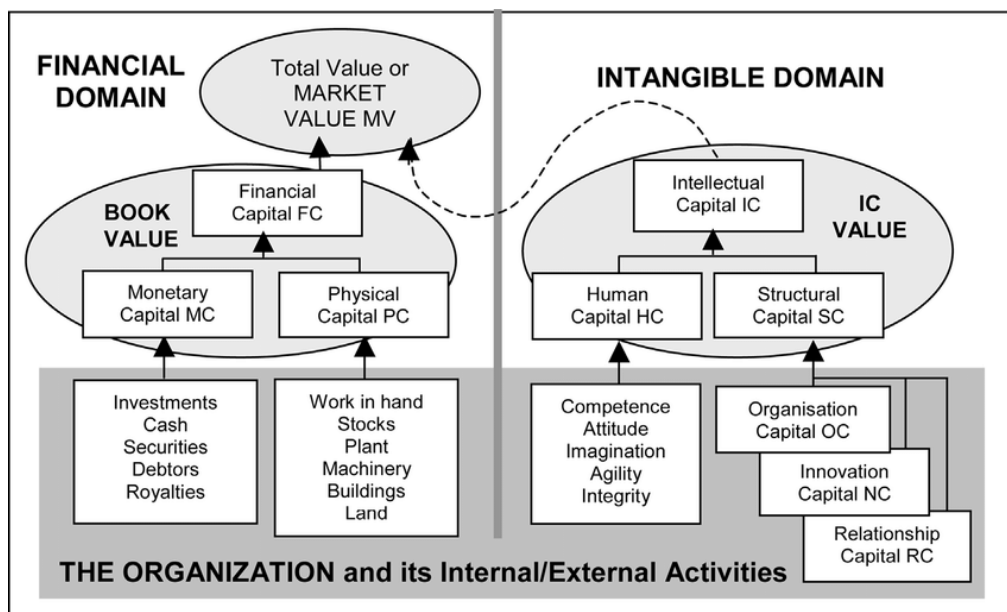 FINANCIAL
DOMAIN
Total Value or
MARKET
VALUE MV
INTANGIBLE DOMAIN
BOOK
VALUE
Financial
Capital FC
Monetary
Capital MC
Physical
Capital PC
Intellectual
Capital IC
IC
VALUE
Human
Capital HC
Structural
Capital SC
Investments
Cash
Securities
Debtors
Royalties
Work in hand
Stocks
Plant
Machinery
Buildings
Land
Competence
Attitude
Imagination
Agility
Integrity
Organisation
Capital OC
Innovation
Capital NC
Relationship
Capital RC
THE ORGANIZATION and its Internal/External Activities